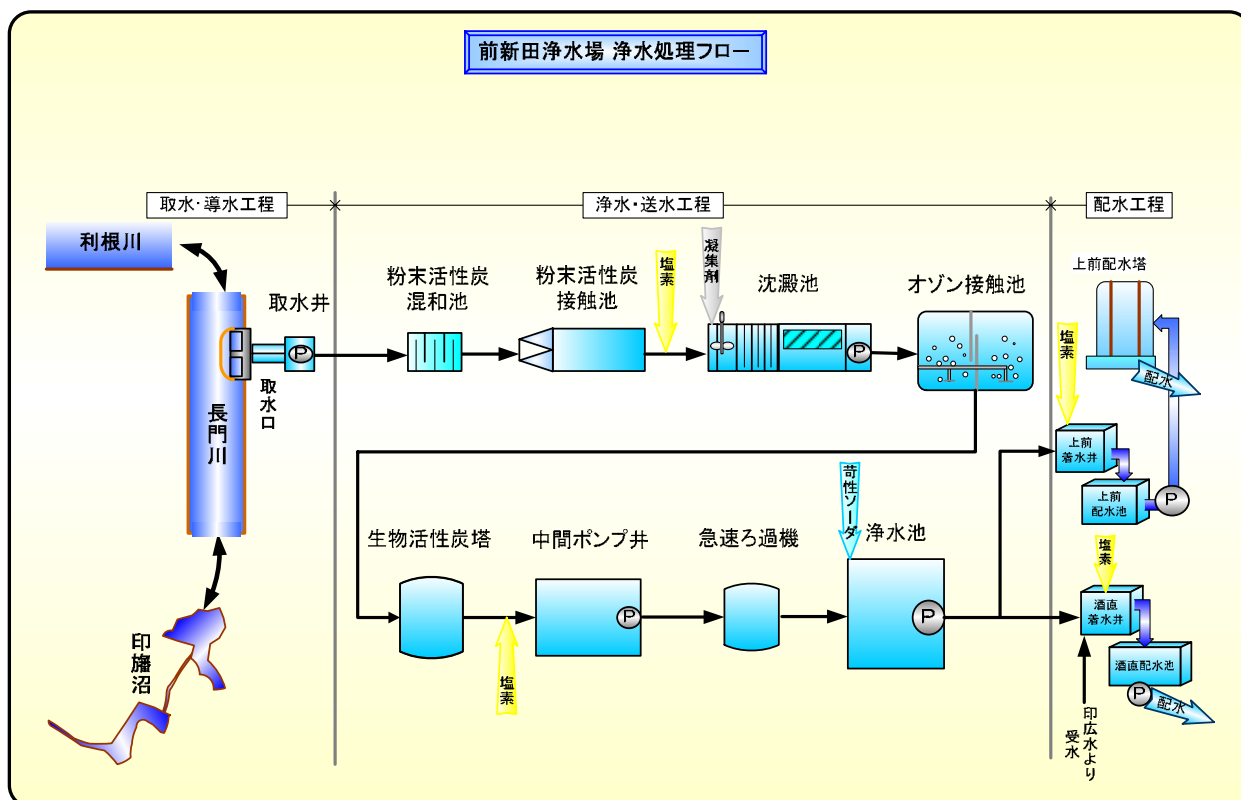 前新田浄水場 浄水処理フロー
取水・導水工程
浄水・送水工程
配水工程
利根川
取水井
P
取水口
長門川
印旛沼
粉末活性炭
混和池
粉末活性炭
接触池
塩素
凝集剤
沈澱池
P
オゾン接触池
生物活性炭塔
塩素
中間ポンプ井
P
急速ろ過機
苛性ソーダ
浄水池
P
上前配水塔
配水
塩素
上前
着水井
上前
配水池
P
塩素
酒直
着水井
酒直配水池
P
配水
印広水より
受水